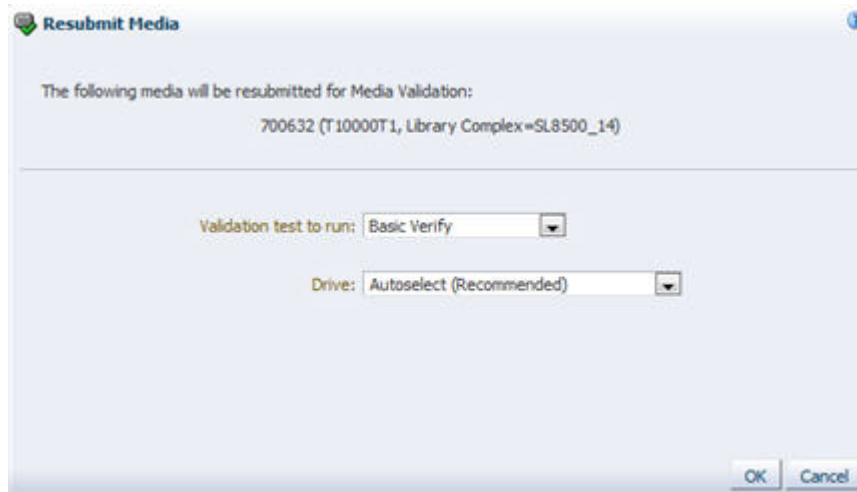 Resubmit Media
The following media will be resubmitted for Media Validation:
700632 (T10000T1, Library Complex=SL8500_14)
Validation test to run: Basic Verify
Drive: Autoselect (Recommended)
OK Cancel